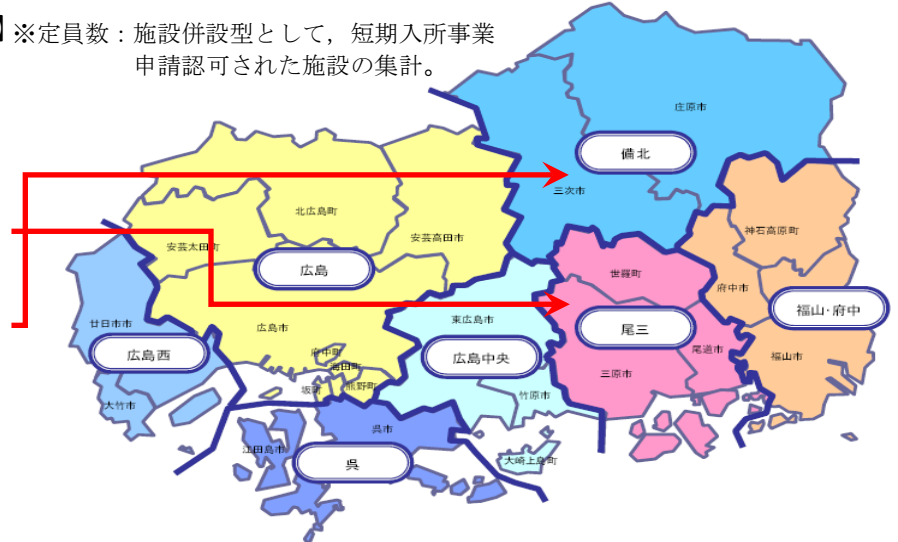 】※定員数：施設併設型として，短期入所事業
申請認可された施設の集計。
庄原市
備北
三次市
北広島町
安芸高田市
安芸太田町
神石高原町
世羅町
広島
府中市
福山・府中
東広島市
廿日市市
広島市
尾三
尾道市
広島西
府中町
広島中央
福山市
海田町
三原市
坂町
熊野町
竹原市
大竹市
呉市
江田島市
呉
大崎上島町